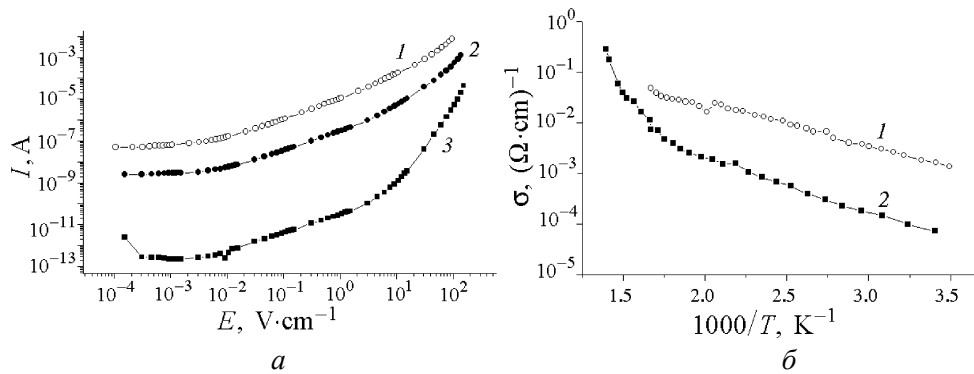 I, A
10⁻³
10⁻⁵
10⁻⁷
10⁻⁹
10⁻¹¹
10⁻¹³
1
2
3
10⁻⁴ 10⁻³ 10⁻² 10⁻¹ 10⁰ 10¹ 10²
E, V·cm⁻¹
а
σ, (Ω·cm)⁻¹
10⁰
10⁻¹
10⁻²
10⁻³
10⁻⁴
10⁻⁵
1
2
1.5 2.0 2.5 3.0 3.5
1000/T, K⁻¹
б